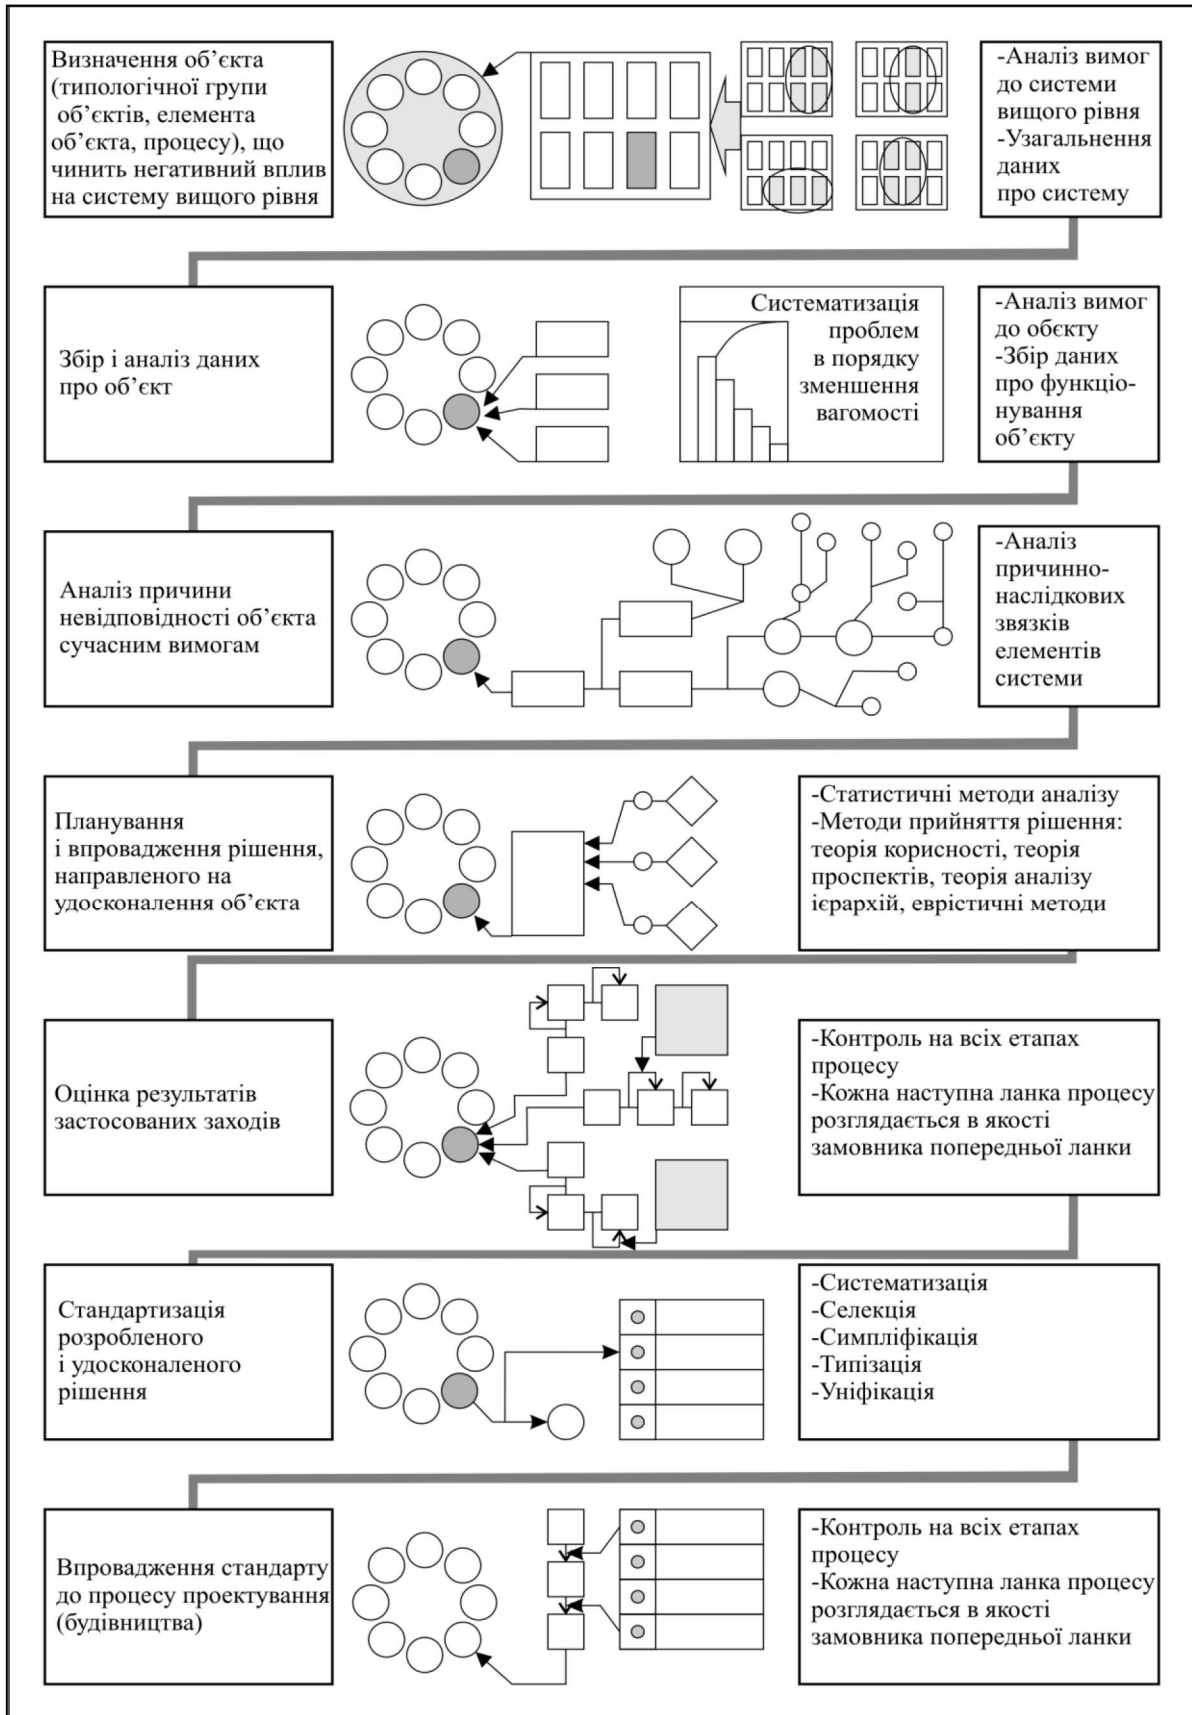 Визначення об’єкта
(типологічної групи
об’єктів, елемента
об’єкта, процесу), що
чинить негативний вплив
на систему вищого рівня
-Аналіз вимог
до системи
вищого рівня
-Узагальнення
даних
про систему
Збір і аналіз даних
про об’єкт
Систематизація
проблем
в порядку
зменшення
вагомості
-Аналіз вимог
до обєкту
-Збір даних
про функціо-
нування
об’єкту
Аналіз причини
невідповідності об’єкта
сучасним вимогам
-Аналіз
причинно-
наслідкових
звязків
елементів
системи
Планування
і впровадження рішення,
направленого на
удосконалення об’єкта
-Статистичні методи аналізу
-Методи прийняття рішення:
теорія корисності, теорія
проспектів, теорія аналізу
ієрархій, еврістичні методи
Оцінка результатів
застосованих заходів
-Контроль на всіх етапах
процесу
-Кожна наступна ланка процесу
розглядається в якості
замовника попередньої ланки
Стандартизація
розробленого
і удосконаленого
рішення
-Систематизація
-Селекція
-Симпліфікація
-Типізація
-Уніфікація
Впровадження стандарту
до процесу проектування
(будівництва)
-Контроль на всіх етапах
процесу
-Кожна наступна ланка процесу
розглядається в якості
замовника попередньої ланки